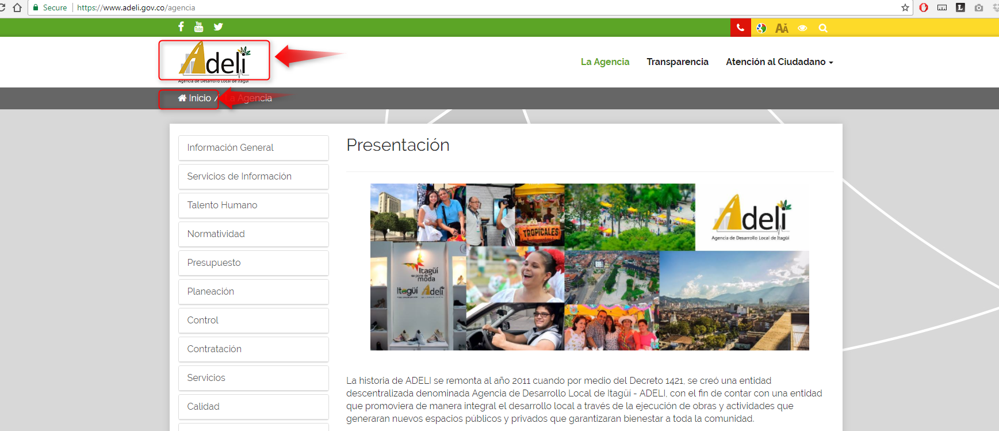 Secure
https://www.adeli.gov.co/agencia
You
Tube
AA
L
Adeli
Agencia de Desarrollo Local de Itagüí
La Agencia
Transparencia
Atención al Ciudadano
Inicio / La Agencia
Información General
Servicios de Información
Talento Humano
Normatividad
Presupuesto
Planeación
Control
Contratación
Servicios
Calidad
Presentación
TROPICALES
Adeli
Agencia de Desarrollo Local de Itagüí
Itagüí
se pone de
moda
Itagüí Adeli
La historia de ADELI se remonta al año 2011 cuando por medio del Decreto 1421, se creó una entidad
descentralizada denominada Agencia de Desarrollo Local de Itagüi - ADELI, con el fin de contar con una entidad
que promoviera de manera integral el desarrollo local a través de la ejecución de obras y actividades que
generaran nuevos espacios públicos y privados que garantizaran bienestar a toda la comunidad.